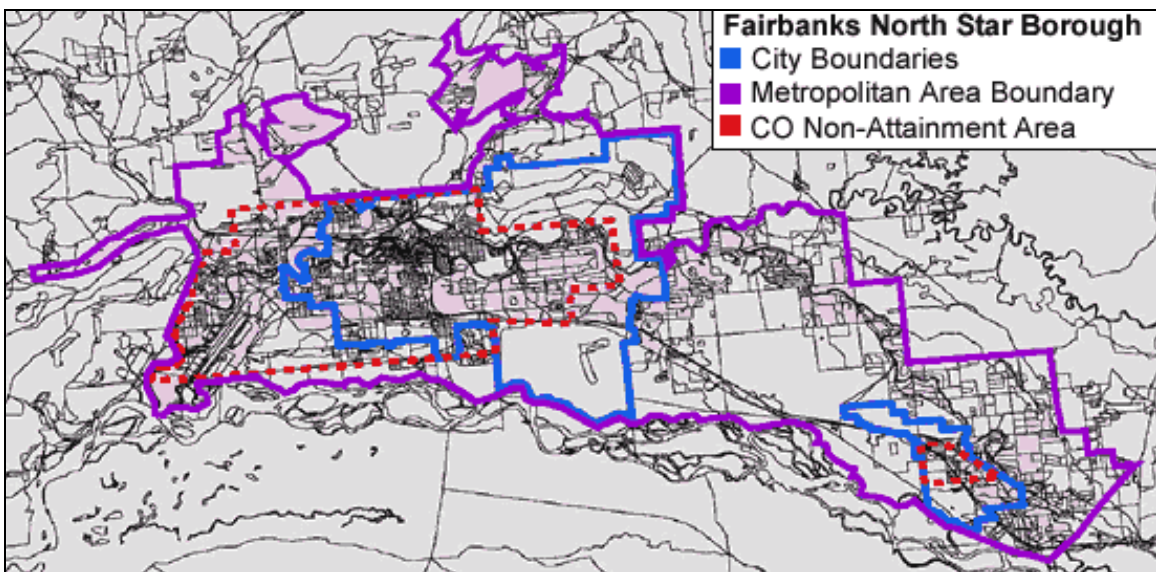 Fairbanks North Star Borough
City Boundaries
Metropolitan Area Boundary
CO Non-Attainment Area